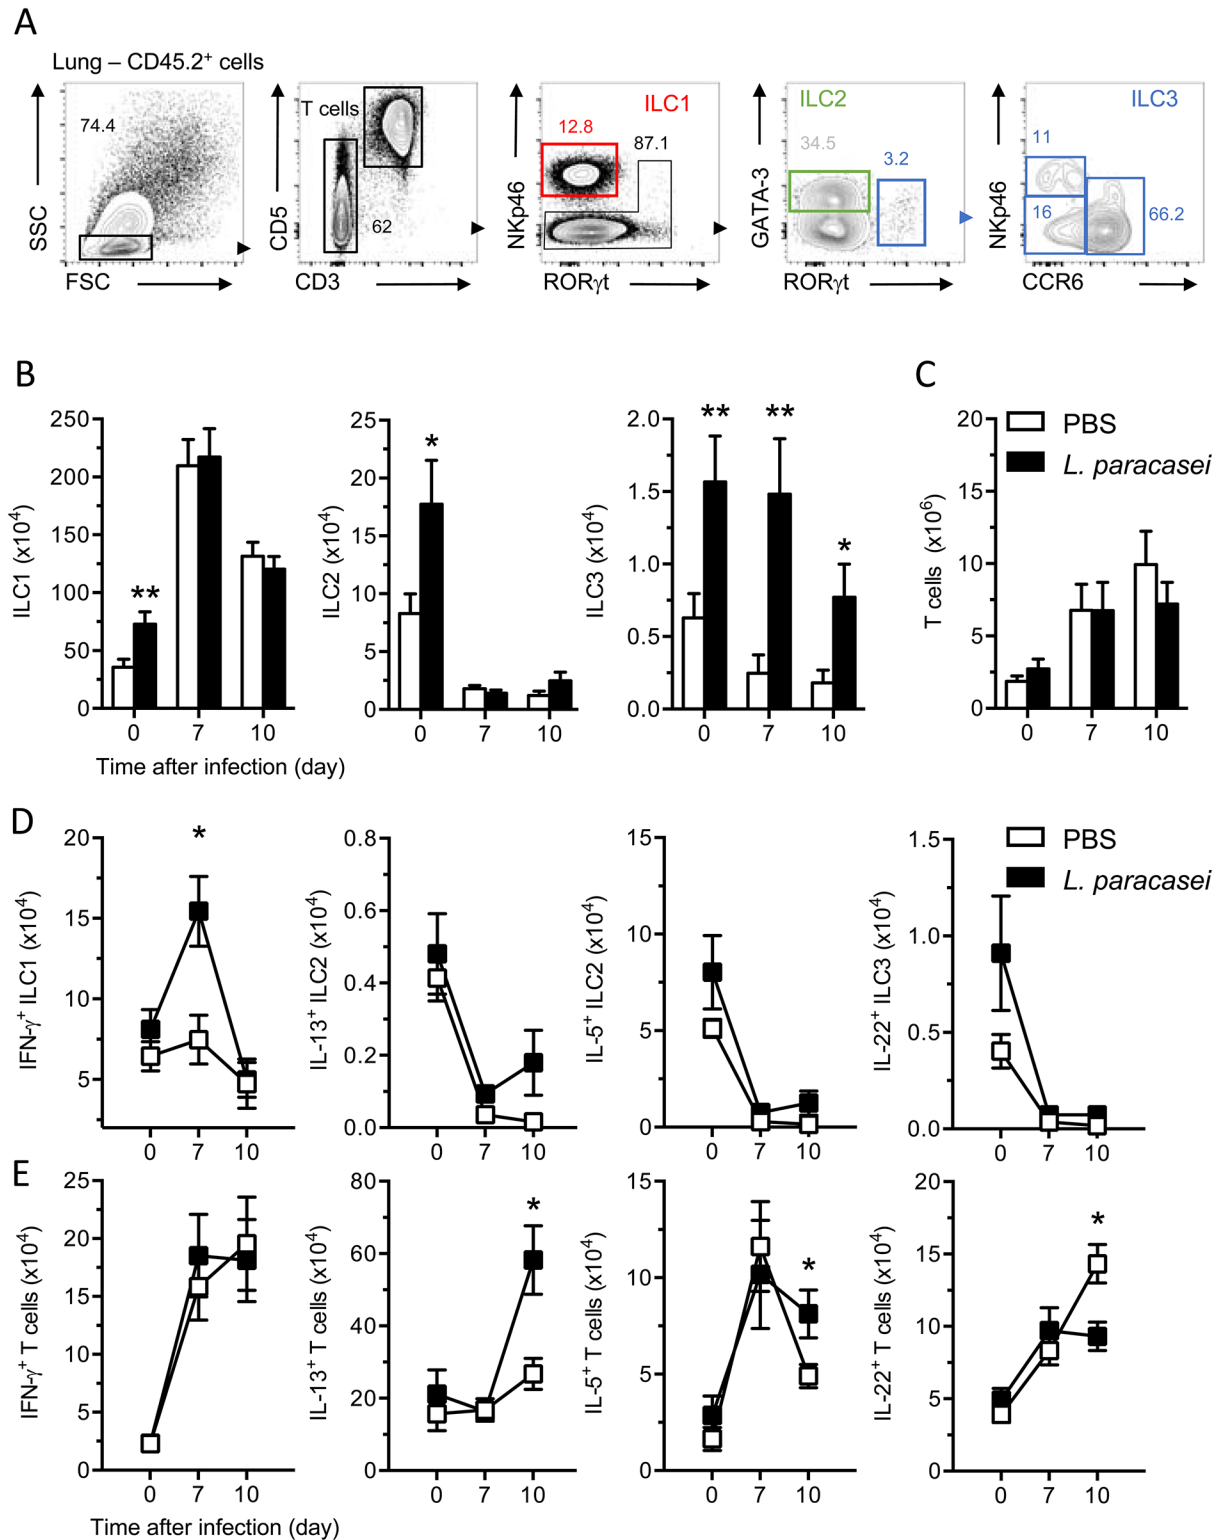 A
Lung – CD45.2⁺ cells
SSC
74.4
FSC
CD5
T cells
62
CD3
NKp46
ILC1
12.8
87.1
RORγt
GATA-3
ILC2
34.5
3.2
RORγt
NKp46
ILC3
11
16
66.2
CCR6
B
ILC1 (x10⁴)
250
200
150
100
50
0
**
0 7 10
Time after infection (day)
ILC2 (x10⁴)
25
20
15
10
5
0
*
0 7 10
ILC3 (x10⁴)
2.0
1.5
1.0
0.5
0.0
** ** *
0 7 10
C
T cells (x10⁶)
20
15
10
5
0
PBS
L. paracasei
0 7 10
D
IFN-γ⁺ ILC1 (x10⁴)
20
15
10
5
*
0 7 10
IL-13⁺ ILC2 (x10⁴)
0.8
0.6
0.4
0.2
0.0
0 7 10
IL-5⁺ ILC2 (x10⁴)
15
10
5
0
0 7 10
IL-22⁺ ILC3 (x10⁴)
1.5
1.0
0.5
0.0
0 7 10
PBS
L. paracasei
E
IFN-γ⁺ T cells (x10⁴)
25
20
15
10
5
0
0 7 10
Time after infection (day)
IL-13⁺ T cells (x10⁴)
80
60
40
20
0
*
0 7 10
IL-5⁺ T cells (x10⁴)
15
10
5
0
*
0 7 10
IL-22⁺ T cells (x10⁴)
20
15
10
5
0
*
0 7 10